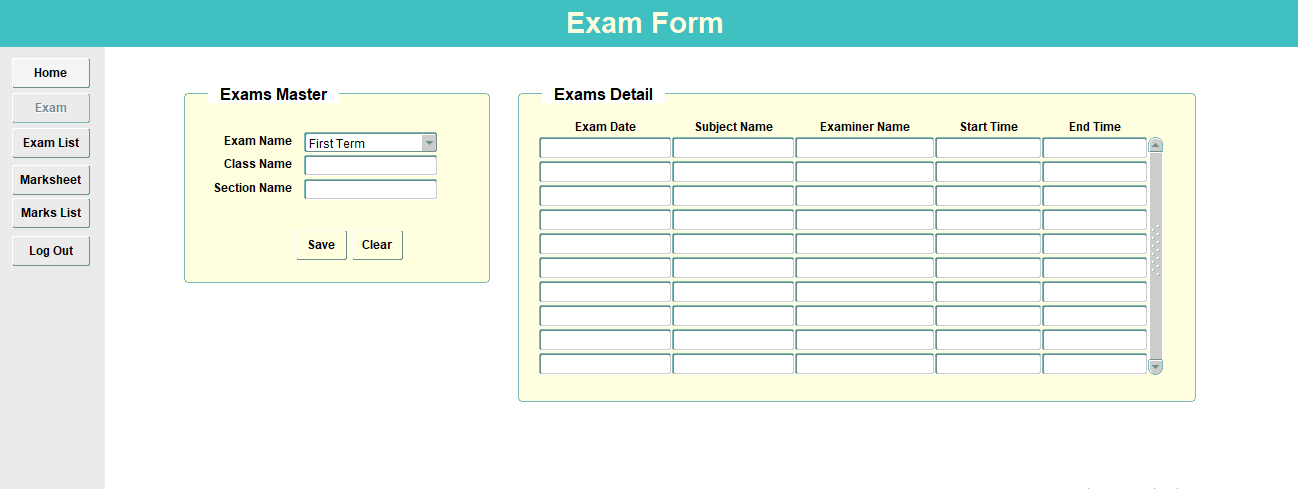 Exam Form
Home
Exam
Exam List
Marksheet
Marks List
Log Out
Exams Master
Exam Name First Term
Class Name
Section Name
Save Clear
Exams Detail
Exam Date Subject Name Examiner Name Start Time End Time